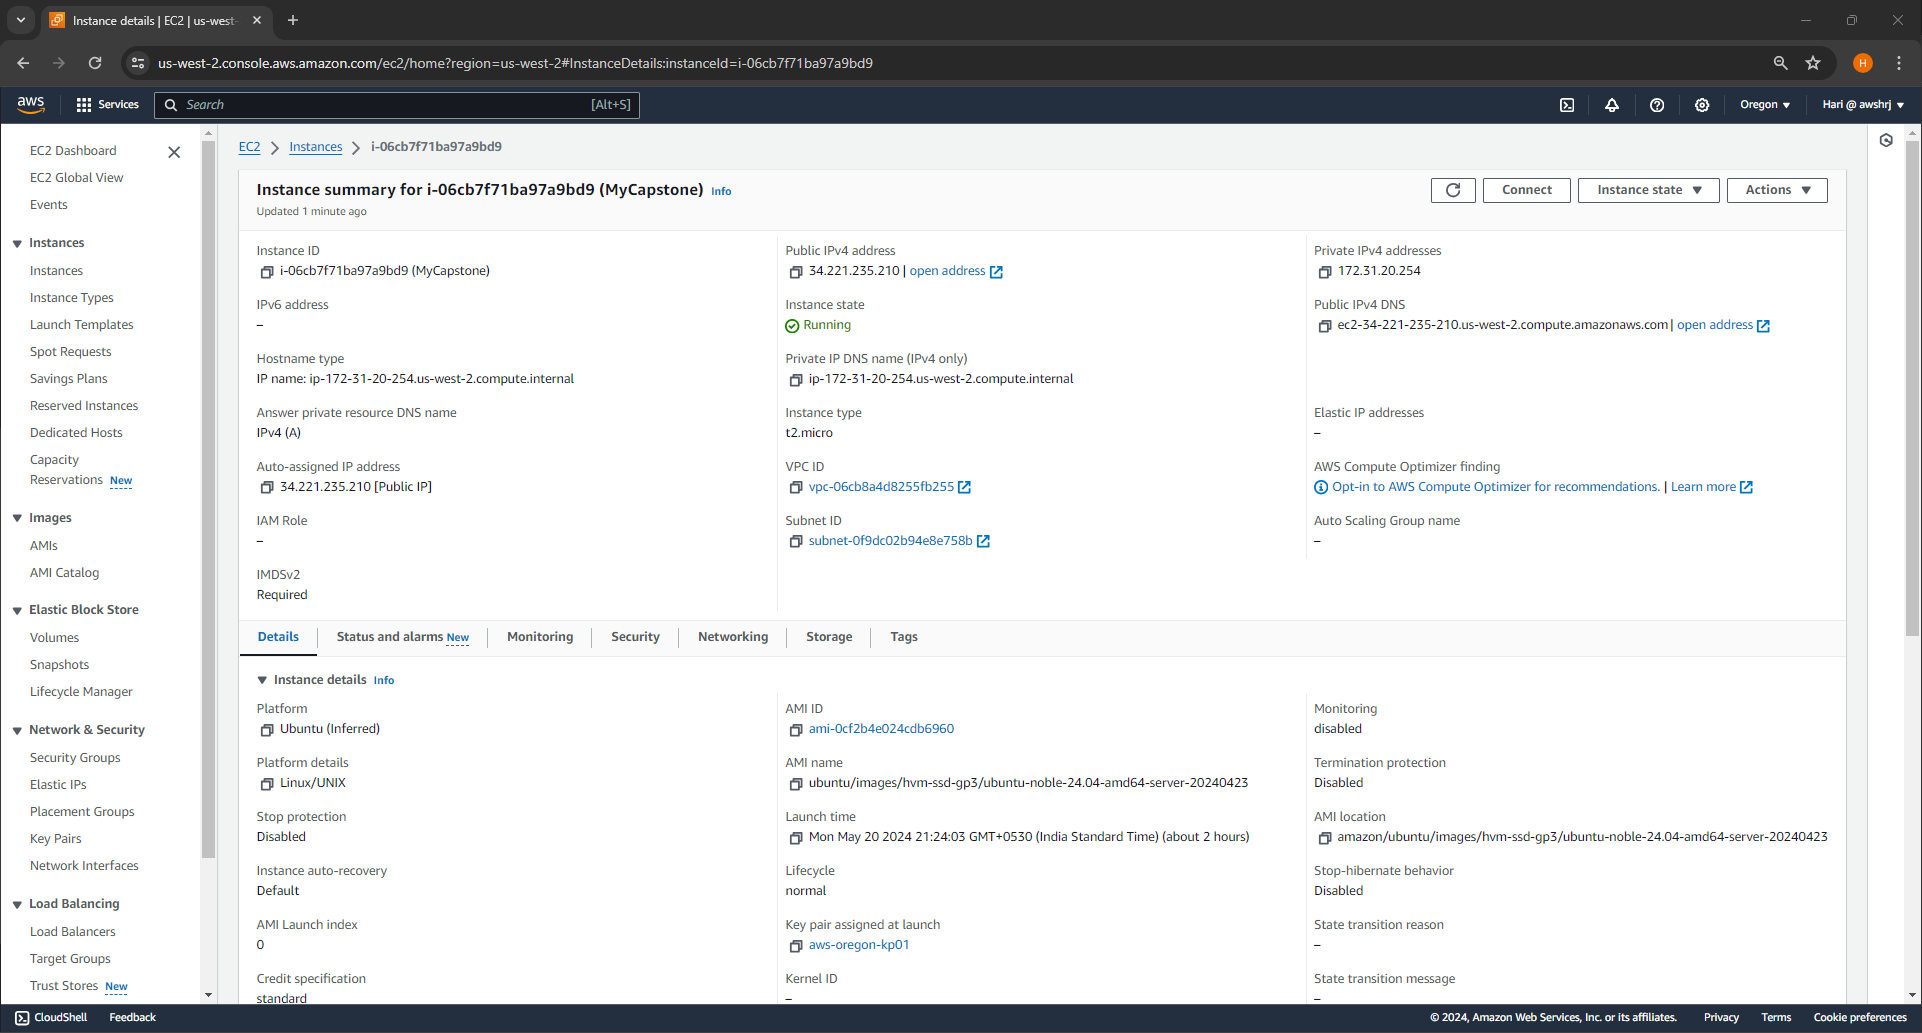 Instance details | EC2 | us-west-
us-west-2.console.aws.amazon.com/ec2/home?region=us-west-2#InstanceDetails:instanceId=i-06cb7f71ba97a9bd9
H
aws
Services
Search
[Alt+S]
Oregon
Hari @ awshrj
EC2 Dashboard
EC2 Global View
Events
Instances
Instances
Instance Types
Launch Templates
Spot Requests
Savings Plans
Reserved Instances
Dedicated Hosts
Capacity
Reservations New
Images
AMIs
AMI Catalog
Elastic Block Store
Volumes
Snapshots
Lifecycle Manager
Network & Security
Security Groups
Elastic IPs
Placement Groups
Key Pairs
Network Interfaces
Load Balancing
Load Balancers
Target Groups
Trust Stores New
EC2 > Instances > i-06cb7f71ba97a9bd9
Instance summary for i-06cb7f71ba97a9bd9 (MyCapstone) Info
Updated 1 minute ago
Connect
Instance state
Actions
Instance ID
i-06cb7f71ba97a9bd9 (MyCapstone)
IPv6 address
–
Hostname type
IP name: ip-172-31-20-254.us-west-2.compute.internal
Answer private resource DNS name
IPv4 (A)
Auto-assigned IP address
34.221.235.210 [Public IP]
IAM Role
–
IMDSv2
Required
Public IPv4 address
34.221.235.210 | open address
Instance state
Running
Private IP DNS name (IPv4 only)
ip-172-31-20-254.us-west-2.compute.internal
Instance type
t2.micro
VPC ID
vpc-06cb8a4d8255fb255
Subnet ID
subnet-0f9dc02b94e8e758b
Private IPv4 addresses
172.31.20.254
Public IPv4 DNS
ec2-34-221-235-210.us-west-2.compute.amazonaws.com | open address
Elastic IP addresses
–
AWS Compute Optimizer finding
Opt-in to AWS Compute Optimizer for recommendations. | Learn more
Auto Scaling Group name
–
Details
Status and alarms New
Monitoring
Security
Networking
Storage
Tags
Instance details Info
Platform
Ubuntu (Inferred)
Platform details
Linux/UNIX
Stop protection
Disabled
Instance auto-recovery
Default
AMI Launch index
0
Credit specification
standard
AMI ID
ami-0cf2b4e024cdb6960
AMI name
ubuntu/images/hvm-ssd-gp3/ubuntu-noble-24.04-amd64-server-20240423
Launch time
Mon May 20 2024 21:24:03 GMT+0530 (India Standard Time) (about 2 hours)
Lifecycle
normal
Key pair assigned at launch
aws-oregon-kp01
Kernel ID
–
Monitoring
disabled
Termination protection
Disabled
AMI location
amazon/ubuntu/images/hvm-ssd-gp3/ubuntu-noble-24.04-amd64-server-20240423
Stop-hibernate behavior
Disabled
State transition reason
–
State transition message
–
CloudShell
Feedback
© 2024, Amazon Web Services, Inc. or its affiliates.
Privacy
Terms
Cookie preferences